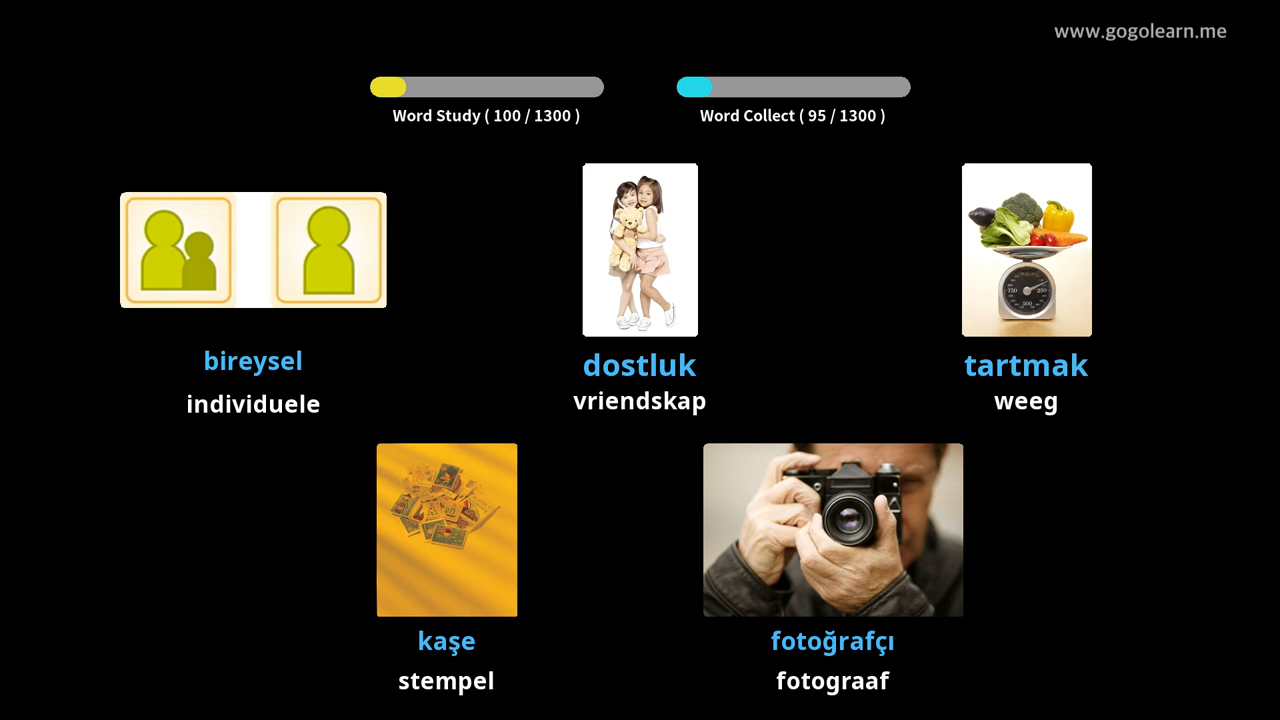 www.gogolearn.me
Word Study ( 100 / 1300 )
Word Collect ( 95 / 1300 )
bireysel
individuele
dostluk
vriendskap
tartmak
weeg
kaşe
stempel
fotoğrafçı
fotograaf